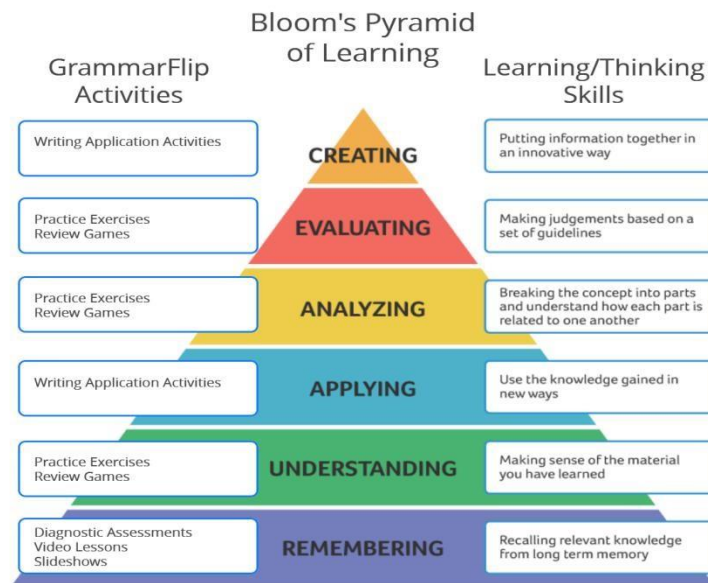 Bloom's Pyramid
of Learning
GrammarFlip
Activities
Learning/Thinking
Skills
Writing Application Activities
CREATING
Putting information together in
an innovative way
Practice Exercises
Review Games
EVALUATING
Making judgements based on a
set of guidelines
Practice Exercises
Review Games
ANALYZING
Breaking the concept into parts
and understand how each part is
related to one another
Writing Application Activities
APPLYING
Use the knowledge gained in
new ways
Practice Exercises
Review Games
UNDERSTANDING
Making sense of the material
you have learned
Diagnostic Assessments
Video Lessons
Slideshows
REMEMBERING
Recalling relevant knowledge
from long term memory